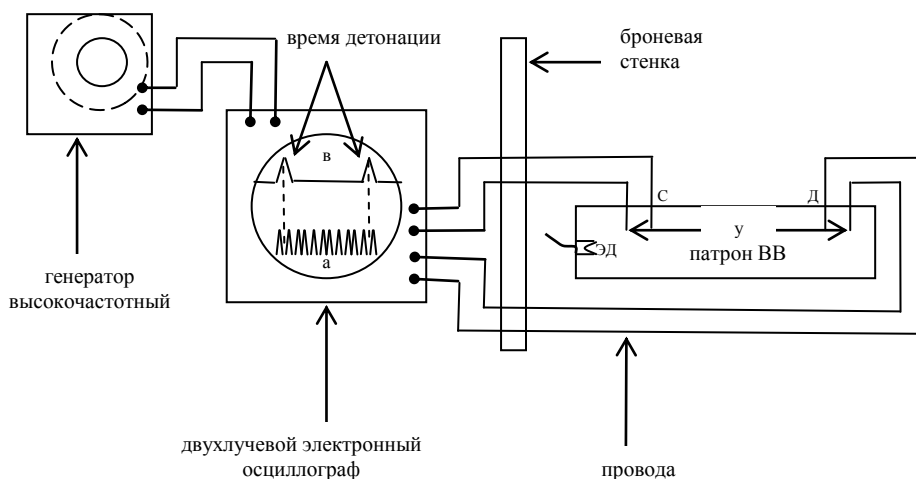 время детонации
броневая
стенка
в
С
Д
у
ЭД
патрон ВВ
а
генератор
высокочастотный
двухлучевой электронный
осциллограф
провода